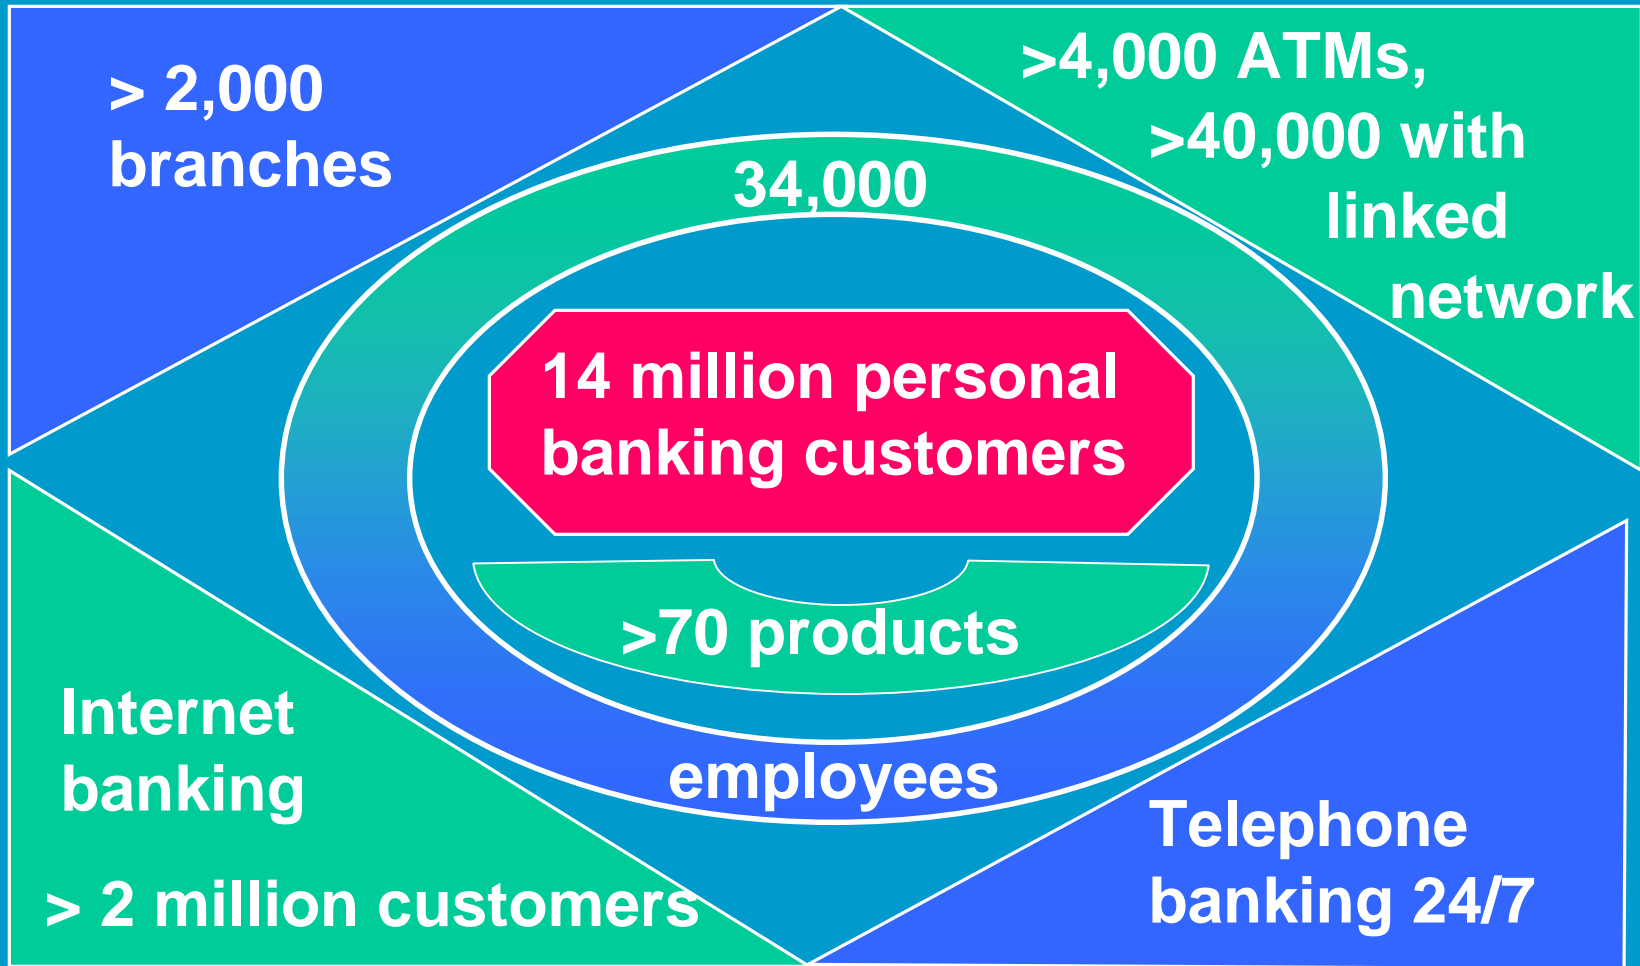 > 2,000
branches
>4,000 ATMs,
>40,000 with
linked
network
34,000
14 million personal
banking customers
>70 products
employees
Internet
banking
> 2 million customers
Telephone
banking 24/7